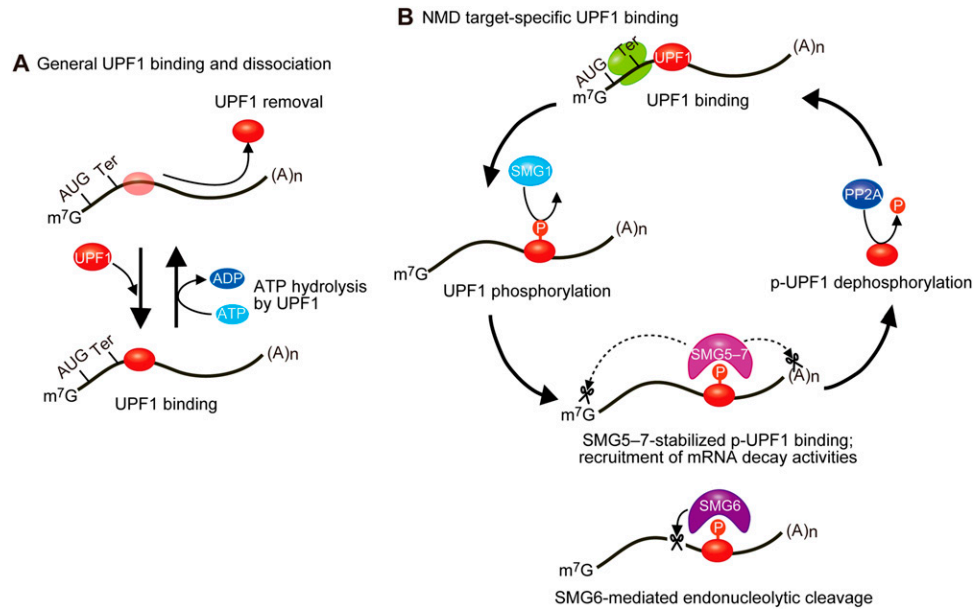 A General UPF1 binding and dissociation
UPF1 removal
AUG Ter
m⁷G
(A)n
UPF1
ADP
ATP
ATP hydrolysis
by UPF1
AUG Ter
m⁷G
(A)n
UPF1 binding
B NMD target-specific UPF1 binding
AUG Ter
UPF1
m⁷G
(A)n
UPF1 binding
SMG1
P
m⁷G
(A)n
UPF1 phosphorylation
SMG5–7
P
m⁷G
(A)n
SMG5–7-stabilized p-UPF1 binding;
recruitment of mRNA decay activities
SMG6
P
m⁷G
(A)n
SMG6-mediated endonucleolytic cleavage
PP2A
P
p-UPF1 dephosphorylation